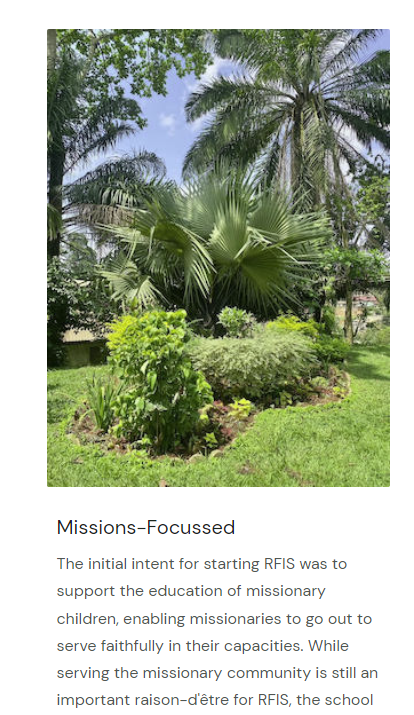 Missions-Focussed
The initial intent for starting RFIS was to
support the education of missionary
children, enabling missionaries to go out to
serve faithfully in their capacities. While
serving the missionary community is still an
important raison-d'être for RFIS, the school